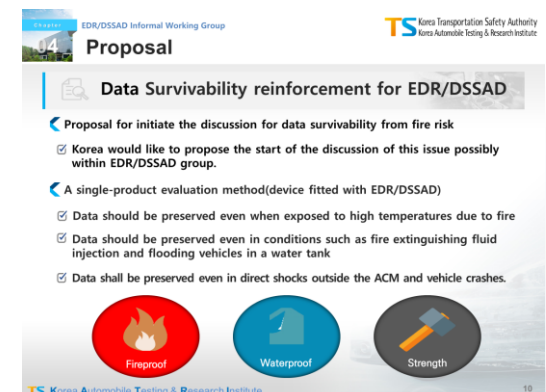 Chapter
04
EDR/DSSAD Informal Working Group
Proposal
TS Korea Transportation Safety Authority
Korea Automobile Testing & Research Institute
Data Survivability reinforcement for EDR/DSSAD
Proposal for initiate the discussion for data survivability from fire risk
Korea would like to propose the start of the discussion of this issue possibly
within EDR/DSSAD group.
A single-product evaluation method(device fitted with EDR/DSSAD)
Data should be preserved even when exposed to high temperatures due to fire
Data should be preserved even in conditions such as fire extinguishing fluid
injection and flooding vehicles in a water tank
Data shall be preserved even in direct shocks outside the ACM and vehicle crashes.
Fireproof
Waterproof
Strength
TS Korea Automobile Testing & Research Institute
10